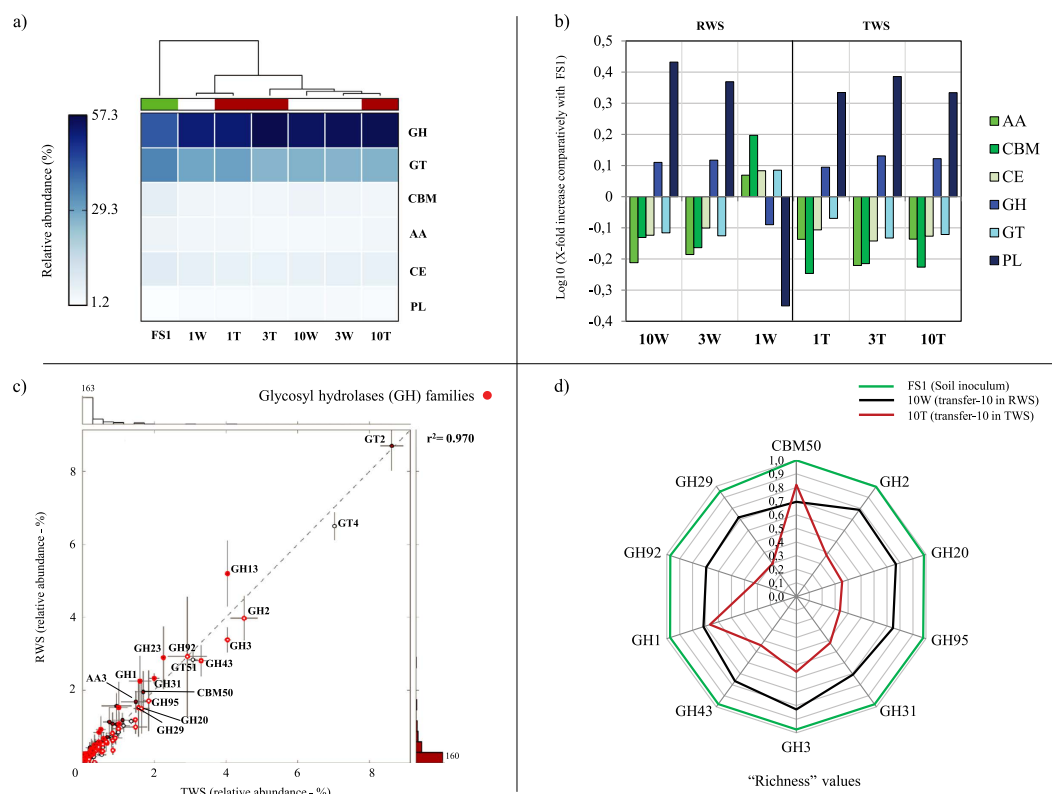 a)
57.3
29.3
1.2
Relative abundance (%)
GH
GT
CBM
AA
CE
PL
FS1 1W 1T 3T 10W 3W 10T
b)
RWS TWS
Log10 (X-fold increase comparatively with FS1)
0,5
0,4
0,3
0,2
0,1
0
-0,1
-0,2
-0,3
-0,4
10W 3W 1W 1T 3T 10T
AA
CBM
CE
GH
GT
PL
c)
163
Glycosyl hydrolases (GH) families
r²= 0.970
GT2
GT4
GH13
GH2
GH3
GH23 GH92
GT51 GH43
GH1
GH31
AA3
CBM50
GH95
GH20
GH29
8
6
4
2
0 2 4 6 8
160
RWS (relative abundance - %)
TWS (relative abundance - %)
d)
FS1 (Soil inoculum)
10W (transfer-10 in RWS)
10T (transfer-10 in TWS)
CBM50
GH2
GH20
GH95
GH31
GH3
GH43
GH1
GH92
GH29
1,0
0,9
0,8
0,7
0,6
0,5
0,4
0,3
0,2
0,1
0,0
“Richness” values